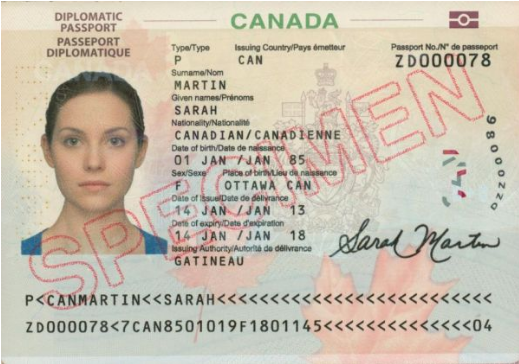 DIPLOMATIC
PASSPORT
PASSEPORT
DIPLOMATIQUE
CANADA
Type/Type Issuing Country/Pays émetteur Passport No./N° de passeport
P CAN ZD000078
Surname/Nom
MARTIN
Given names/Prénoms
SARAH
Nationality/Nationalité
CANADIAN/CANADIENNE
Date of birth/Date de naissance
01 JAN /JAN 85
Sex/Sexe Place of birth/Lieu de naissance
F OTTAWA CAN
Date of issue/Date de délivrance
14 JAN /JAN 13
Date of expiry/Date d'expiration
14 JAN /JAN 18
Issuing Authority/Autorité de délivrance
GATINEAU
SPECIMEN
Sarah Martin
P<CANMARTIN<<SARAH<<<<<<<<<<<<<<<<<<<<<<<<<<
ZD000078<7CAN8501019F1801145<<<<<<<<<<<<<<04